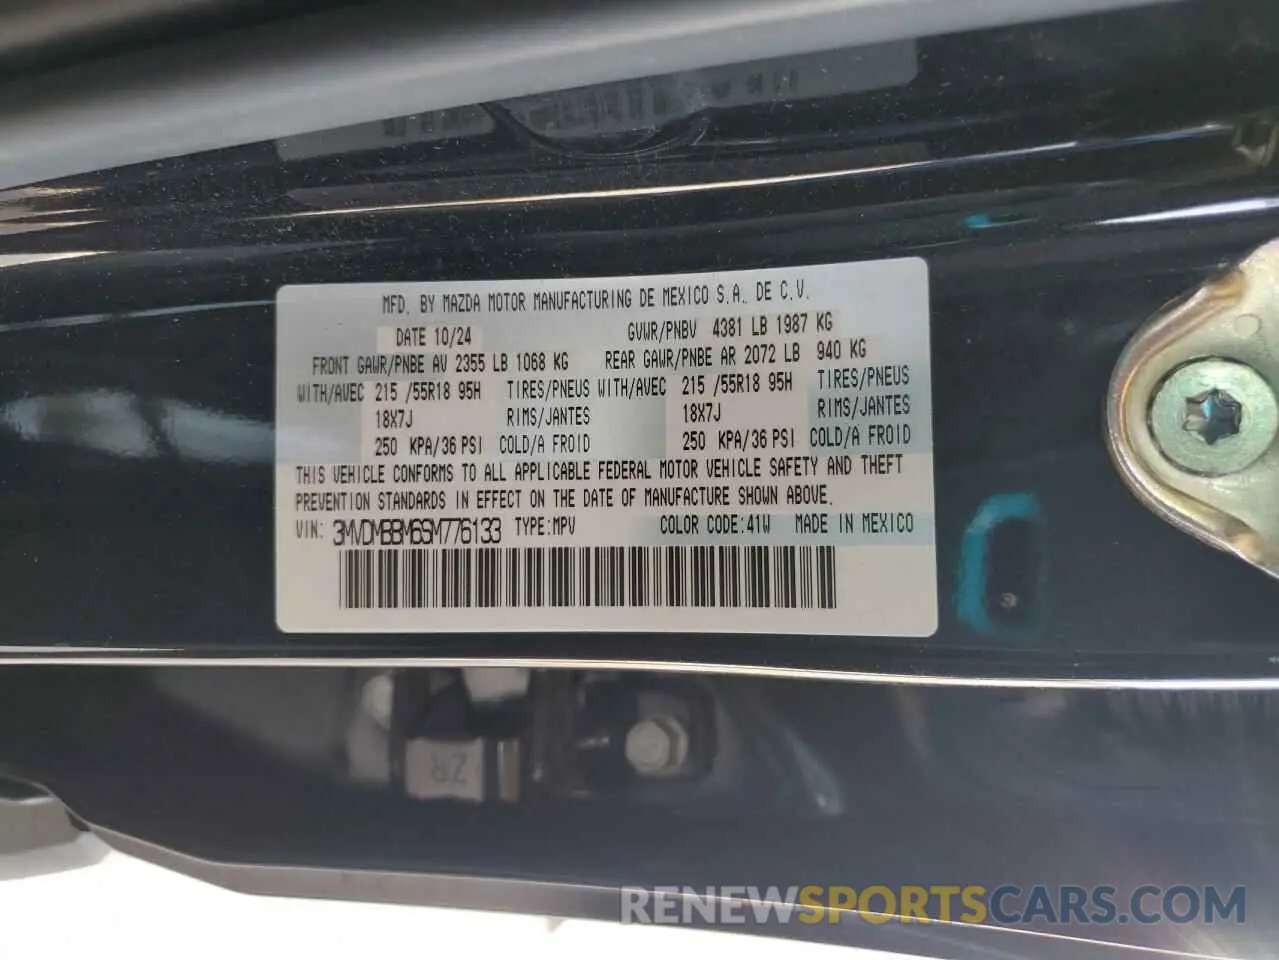 MFD. BY MAZDA MOTOR MANUFACTURING DE MEXICO S.A. DE C.V.
DATE 10/24 GVWR/PNBV 4381 LB 1987 KG
FRONT GAWR/PNBE AV 2355 LB 1068 KG REAR GAWR/PNBE AR 2072 LB 940 KG
WITH/AVEC 215 /55R18 95H TIRES/PNEUS WITH/AVEC 215 /55R18 95H TIRES/PNEUS
18X7J RIMS/JANTES 18X7J RIMS/JANTES
250 KPA/36 PSI COLD/A FROID 250 KPA/36 PSI COLD/A FROID
THIS VEHICLE CONFORMS TO ALL APPLICABLE FEDERAL MOTOR VEHICLE SAFETY AND THEFT
PREVENTION STANDARDS IN EFFECT ON THE DATE OF MANUFACTURE SHOWN ABOVE.
VIN: 3MVDMBBM6SM776133 TYPE:MPV COLOR CODE:41W MADE IN MEXICO
RENEWSPORTSCARS.COM